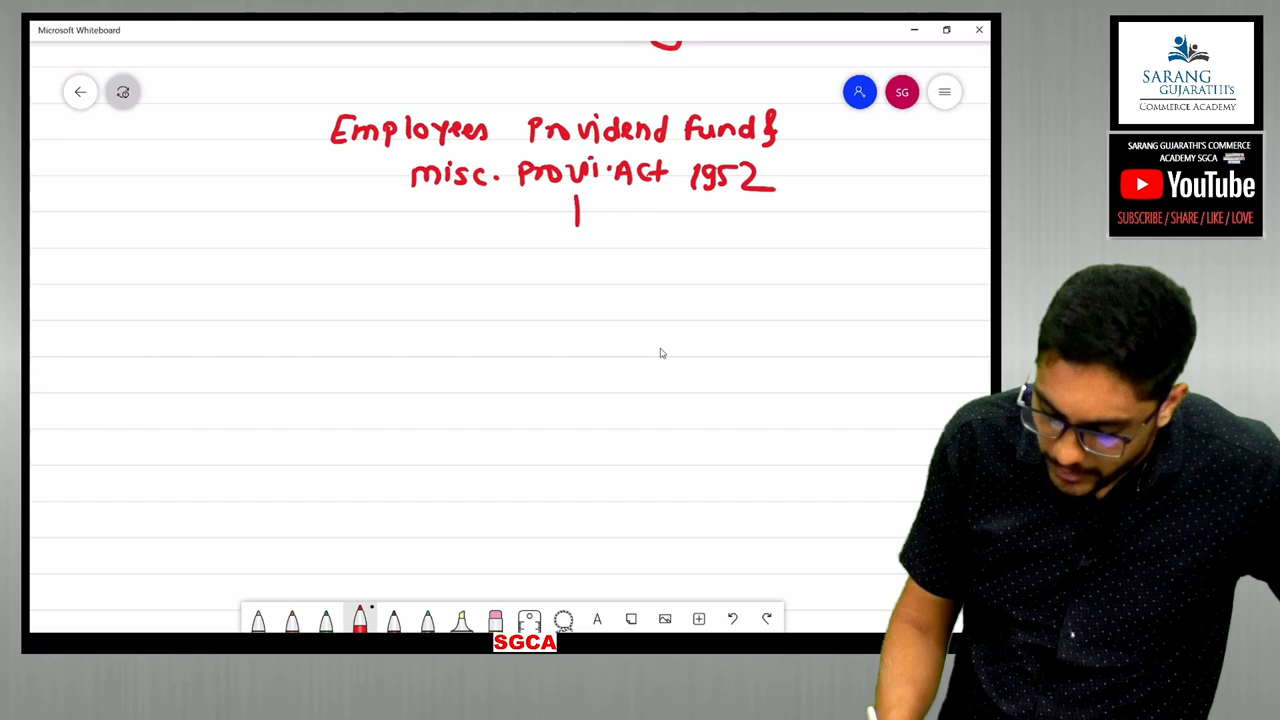 Microsoft Whiteboard
SG
Employees Providend Fund &
misc. Provi. Act 1952
A
SGCA
SARANG
GUJARATHI'S
COMMERCE ACADEMY
SARANG GUJARATHI'S COMMERCE
ACADEMY SGCA
YouTube
SUBSCRIBE / SHARE / LIKE / LOVE